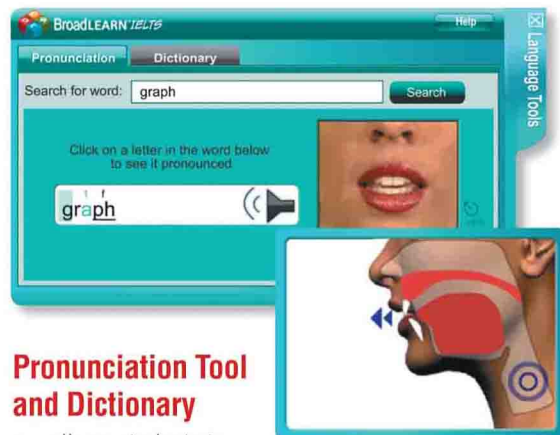 BROADLEARN IELTS
Help
Language Tools
Pronunciation
Dictionary
Search for word:
graph
Search
Click on a letter in the word below
to see it pronounced
1 f
graph
Pronunciation Tool
and Dictionary